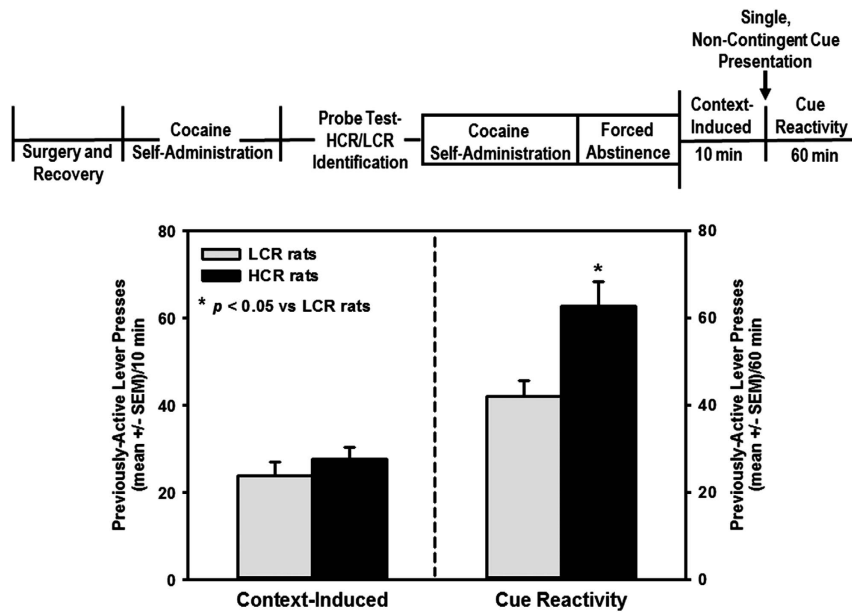 Single,
Non-Contingent Cue
Presentation
Surgery and
Recovery
Cocaine
Self-Administration
Probe Test-
HCR/LCR
Identification
Cocaine
Self-Administration
Forced
Abstinence
Context-
Induced
10 min
Cue
Reactivity
60 min
Previously-Active Lever Presses
(mean +/- SEM)/10 min
80
60
40
20
0
LCR rats
HCR rats
* p < 0.05 vs LCR rats
*
80
60
40
20
0
Previously-Active Lever Presses
(mean +/- SEM)/60 min
Context-Induced
Cue Reactivity